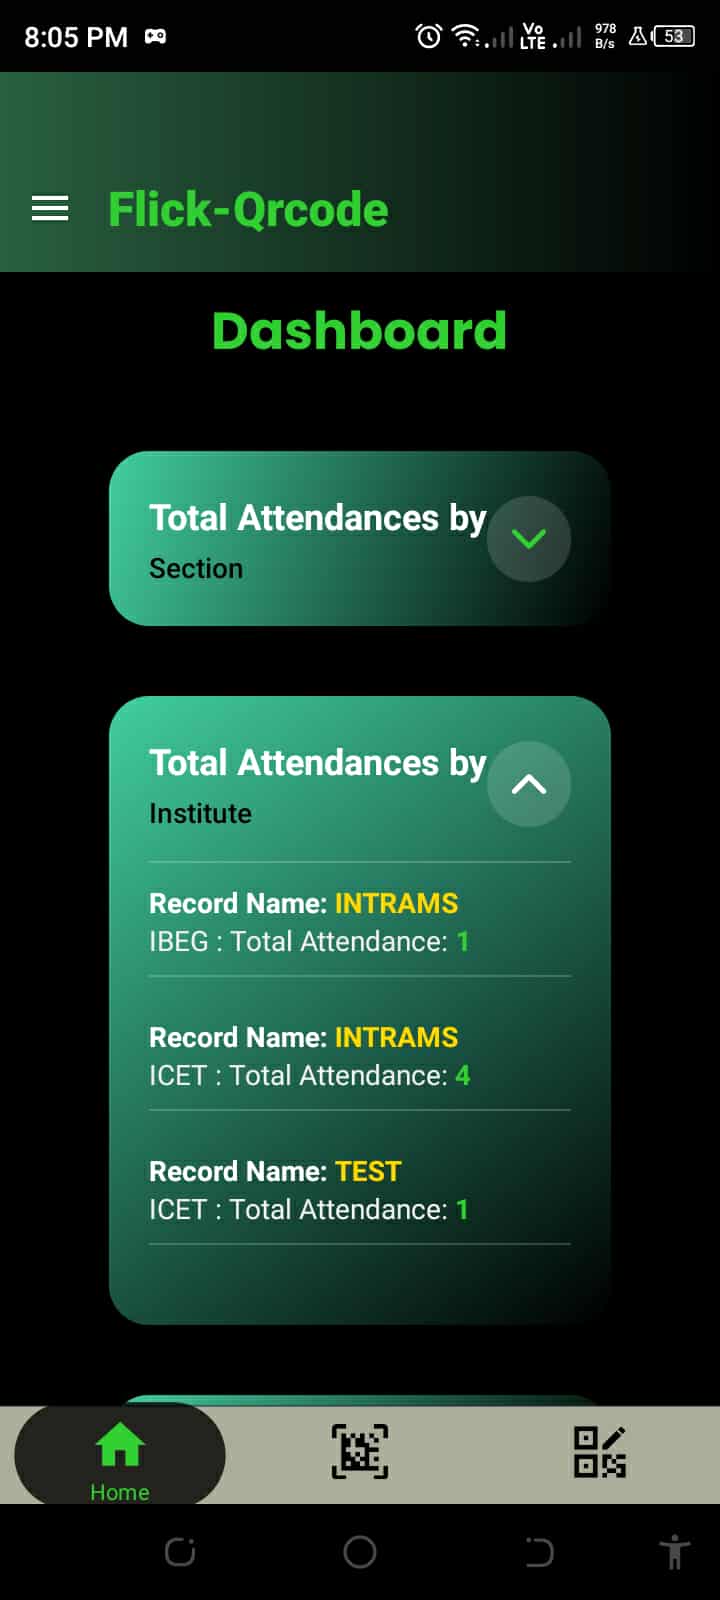 8:05 PM
Vo LTE
978 B/s
53
Flick-Qrcode
Dashboard
Total Attendances by
Section
Total Attendances by
Institute
Record Name: INTRAMS
IBEG : Total Attendance: 1
Record Name: INTRAMS
ICET : Total Attendance: 4
Record Name: TEST
ICET : Total Attendance: 1
Home